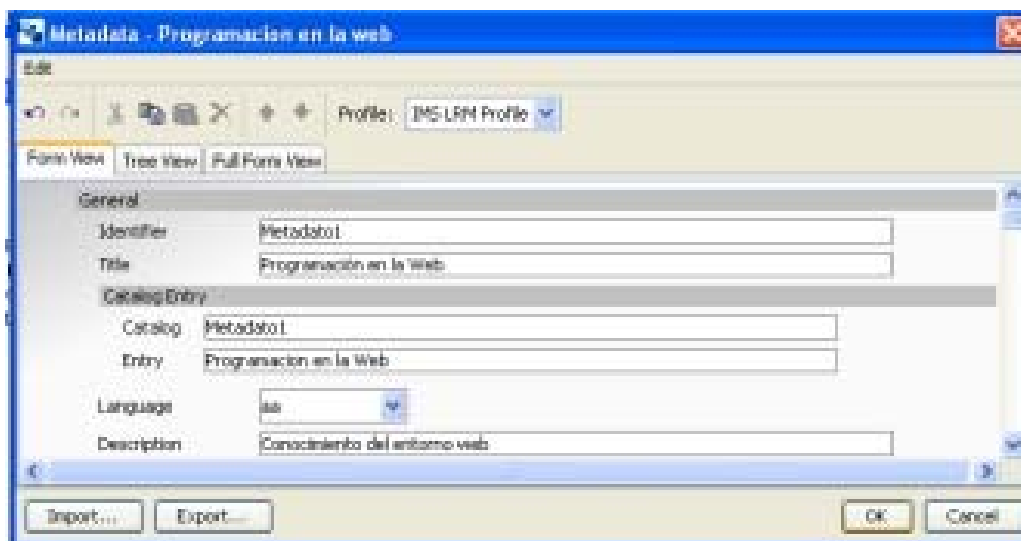 Metadata - Programacion en la web
Edit
Profile: IMS LRM Profile
Form View Tree View Full Form View
General
Identifier Metadato1
Title Programación en la Web
Catalog Entry
Catalog Metadato1
Entry Programacion en la Web
Language aa
Description Conocimiento del entorno web
Import... Export...
OK Cancel